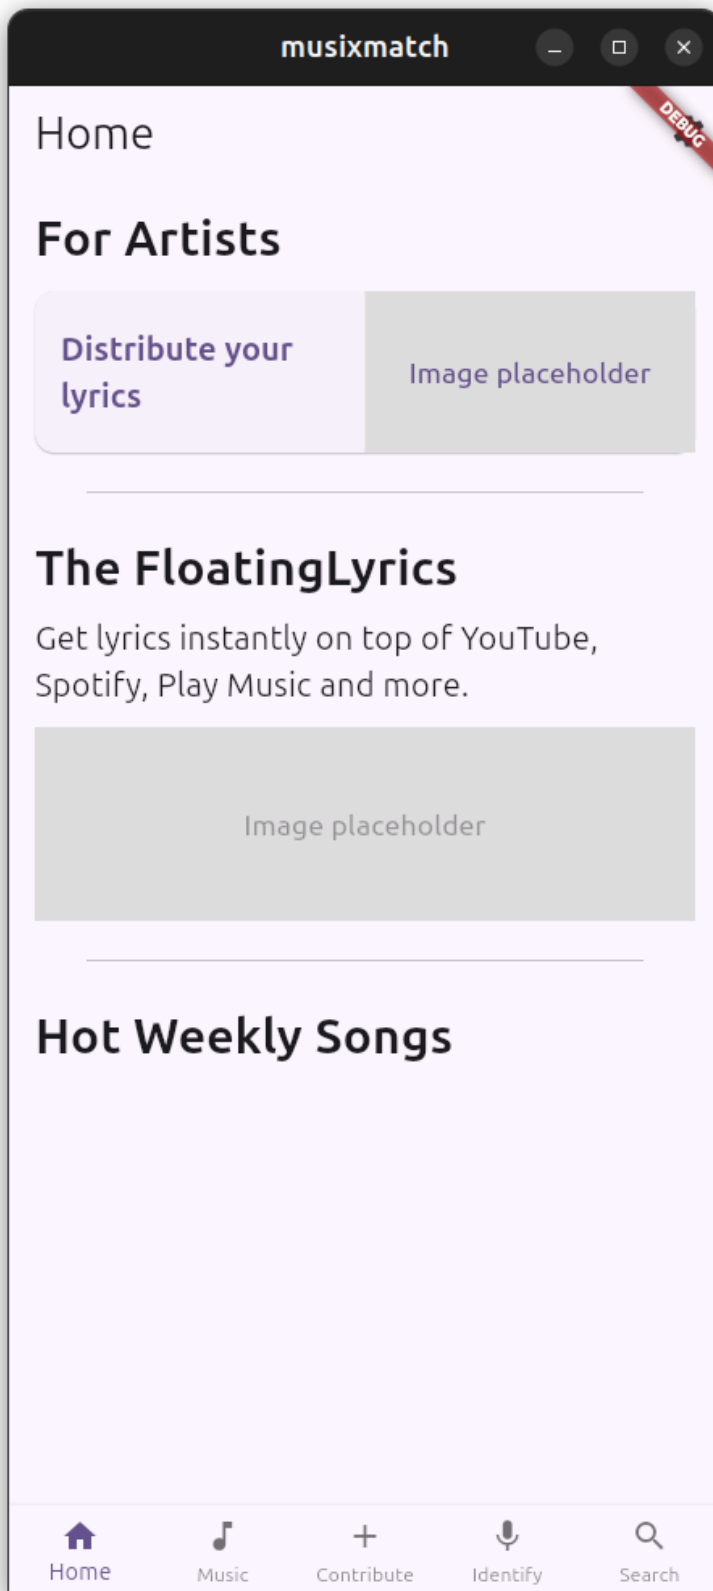 musixmatch
Home
DEBUG
For Artists
Distribute your
lyrics
Image placeholder
The FloatingLyrics
Get lyrics instantly on top of YouTube,
Spotify, Play Music and more.
Image placeholder
Hot Weekly Songs
Home
Music
Contribute
Identify
Search